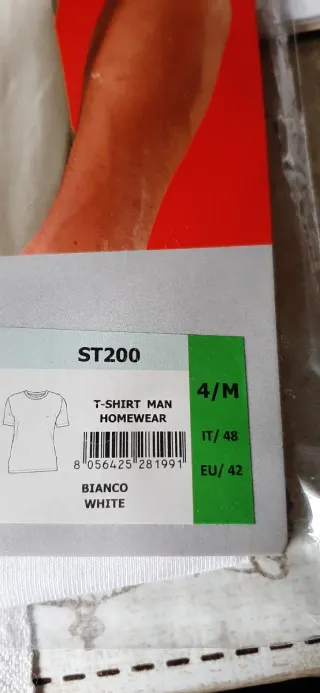 ST200
4/M
T-SHIRT MAN
HOMEWEAR
IT/ 48
EU/ 42
8 056425 281991
BIANCO
WHITE